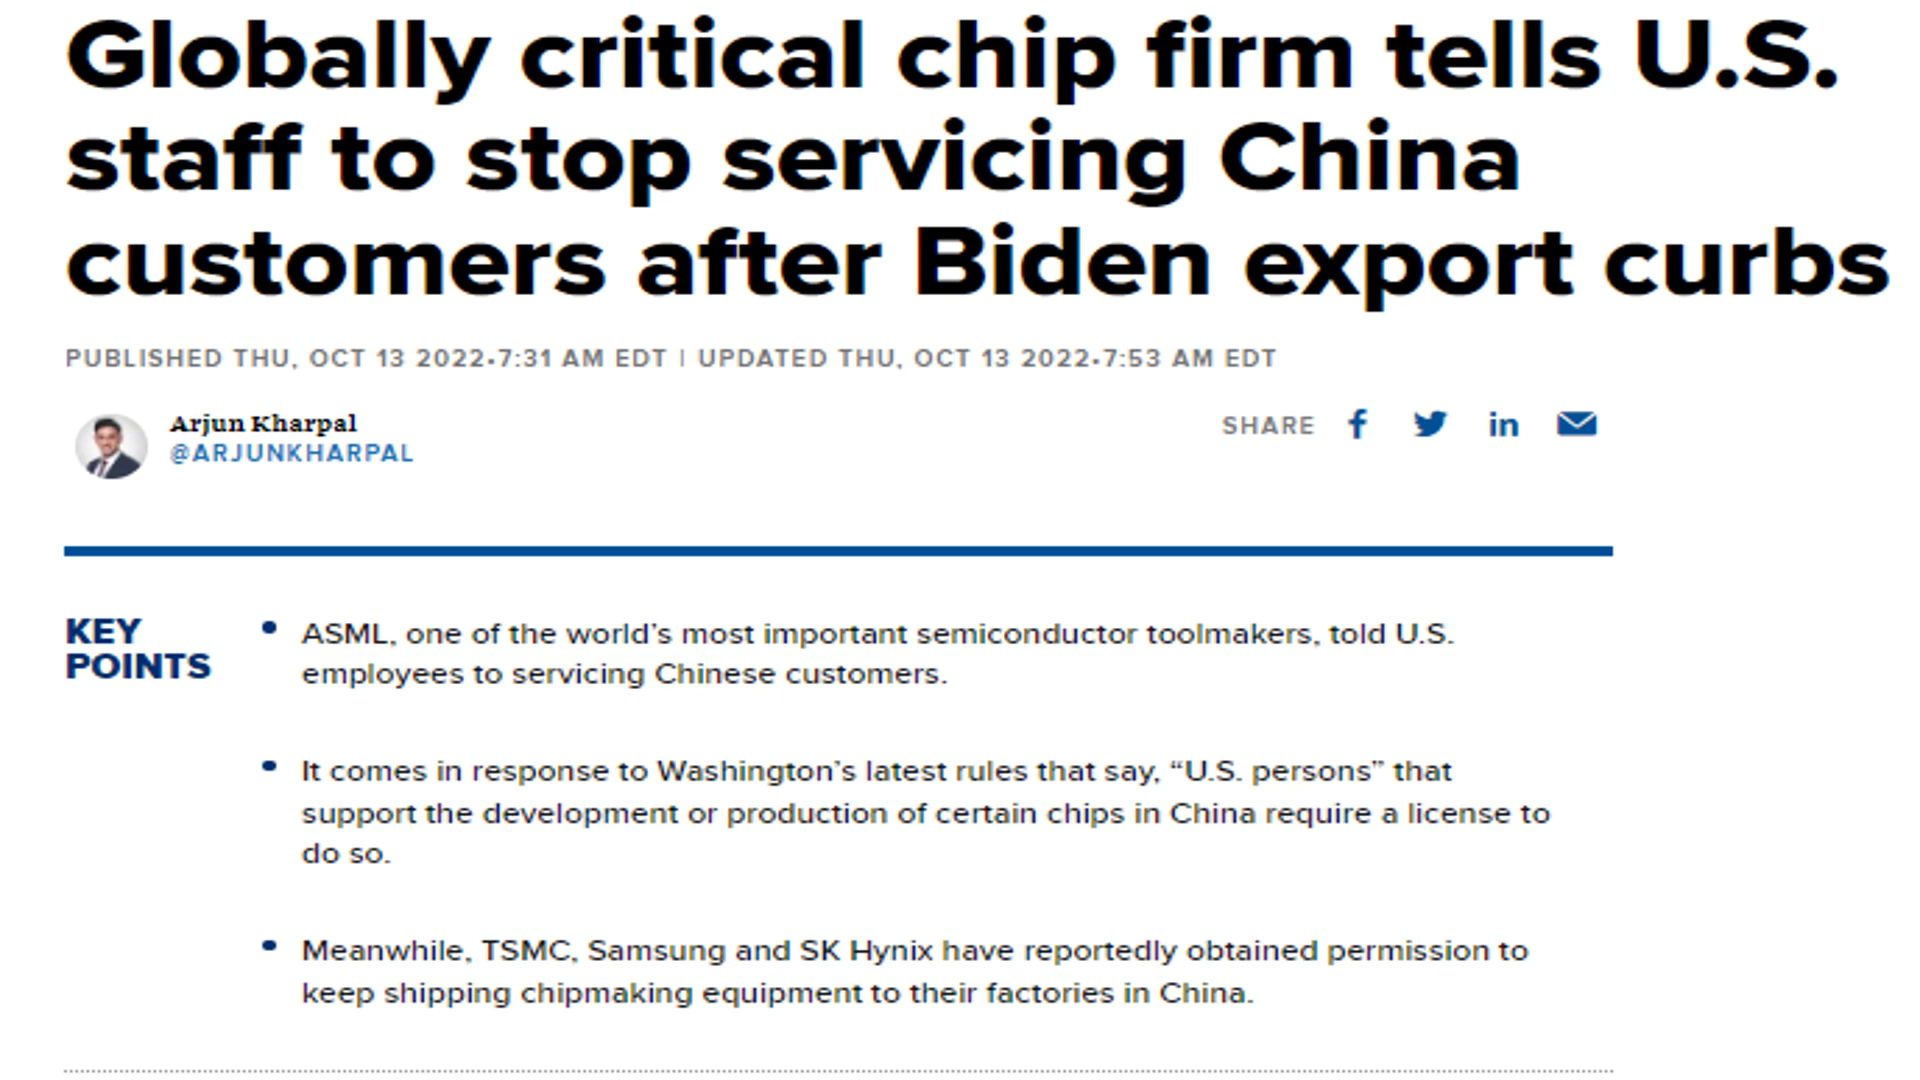 Globally critical chip firm tells U.S.
staff to stop servicing China
customers after Biden export curbs
PUBLISHED THU, OCT 13 2022•7:31 AM EDT | UPDATED THU, OCT 13 2022•7:53 AM EDT
Arjun Kharpal
@ARJUNKHARPAL
SHARE
KEY
POINTS
ASML, one of the world’s most important semiconductor toolmakers, told U.S.
employees to servicing Chinese customers.
It comes in response to Washington’s latest rules that say, “U.S. persons” that
support the development or production of certain chips in China require a license to
do so.
Meanwhile, TSMC, Samsung and SK Hynix have reportedly obtained permission to
keep shipping chipmaking equipment to their factories in China.